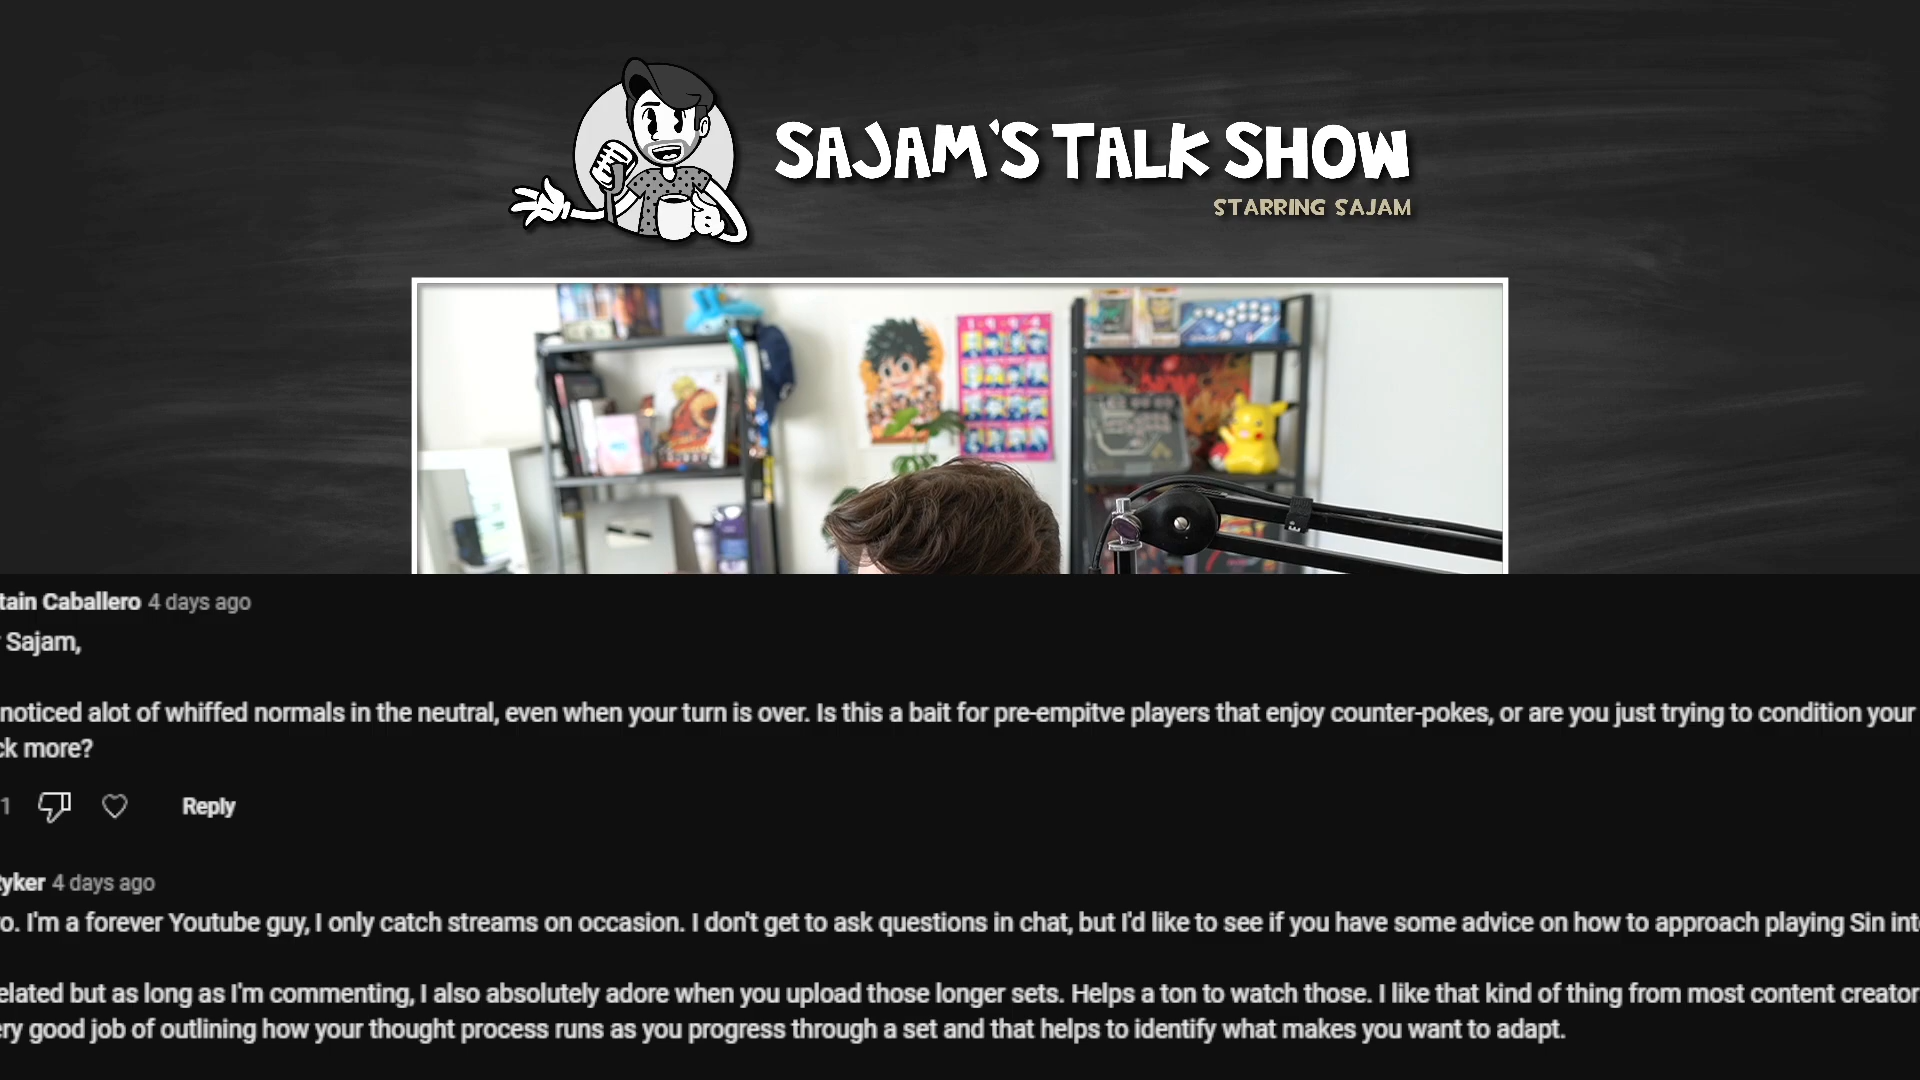 SAJAM'S TALK SHOW
STARRING SAJAM
tain Caballero 4 days ago
Sajam,
noticed alot of whiffed normals in the neutral, even when your turn is over. Is this a bait for pre-empitve players that enjoy counter-pokes, or are you just trying to condition your
ck more?
1
Reply
yker 4 days ago
o. I'm a forever Youtube guy, I only catch streams on occasion. I don't get to ask questions in chat, but I'd like to see if you have some advice on how to approach playing Sin int
elated but as long as I'm commenting, I also absolutely adore when you upload those longer sets. Helps a ton to watch those. I like that kind of thing from most content creator
ery good job of outlining how your thought process runs as you progress through a set and that helps to identify what makes you want to adapt.